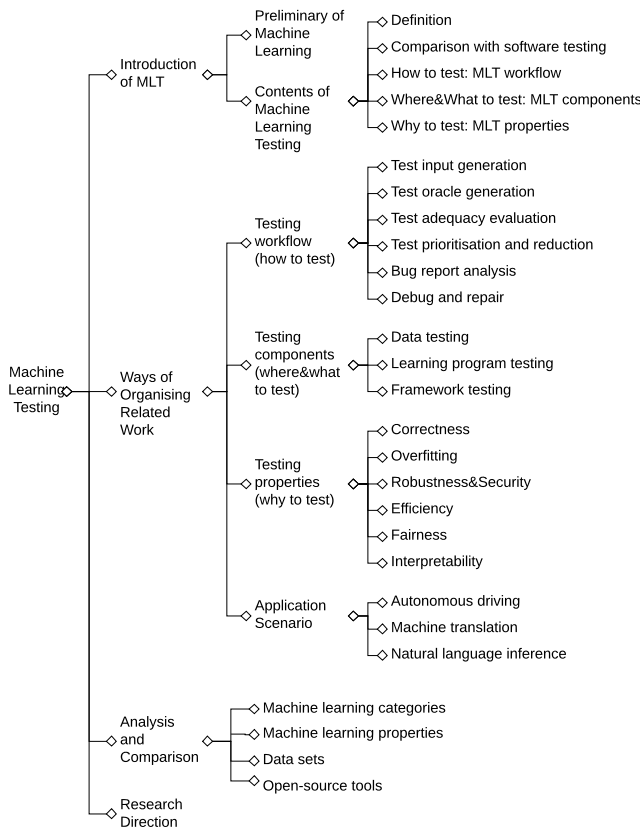 Machine
Learning
Testing
Introduction
of MLT
Preliminary of
Machine
Learning
Contents of
Machine
Learning
Testing
Definition
Comparison with software testing
How to test: MLT workflow
Where&What to test: MLT components
Why to test: MLT properties
Ways of
Organising
Related
Work
Testing
workflow
(how to test)
Test input generation
Test oracle generation
Test adequacy evaluation
Test prioritisation and reduction
Bug report analysis
Debug and repair
Testing
components
(where&what
to test)
Data testing
Learning program testing
Framework testing
Testing
properties
(why to test)
Correctness
Overfitting
Robustness&Security
Efficiency
Fairness
Interpretability
Application
Scenario
Autonomous driving
Machine translation
Natural language inference
Analysis
and
Comparison
Machine learning categories
Machine learning properties
Data sets
Open-source tools
Research
Direction